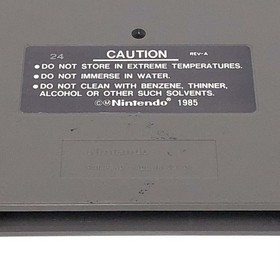 24 CAUTION REV-A
● DO NOT STORE IN EXTREME TEMPERATURES.
● DO NOT IMMERSE IN WATER.
● DO NOT CLEAN WITH BENZENE, THINNER,
ALCOHOL OR OTHER SUCH SOLVENTS.
©M Nintendo® 1985